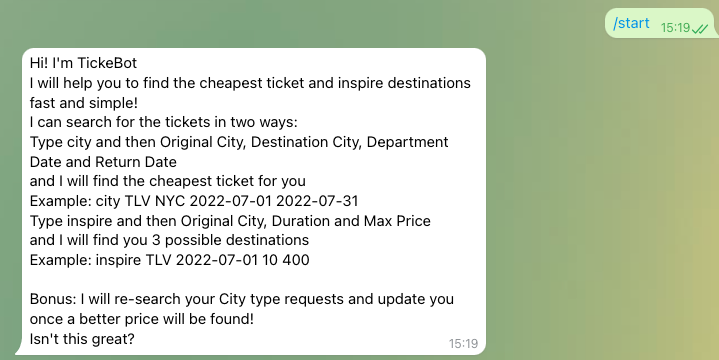 /start 15:19
Hi! I'm TickeBot
I will help you to find the cheapest ticket and inspire destinations
fast and simple!
I can search for the tickets in two ways:
Type city and then Original City, Destination City, Department
Date and Return Date
and I will find the cheapest ticket for you
Example: city TLV NYC 2022-07-01 2022-07-31
Type inspire and then Original City, Duration and Max Price
and I will find you 3 possible destinations
Example: inspire TLV 2022-07-01 10 400

Bonus: I will re-search your City type requests and update you
once a better price will be found!
Isn't this great? 15:19